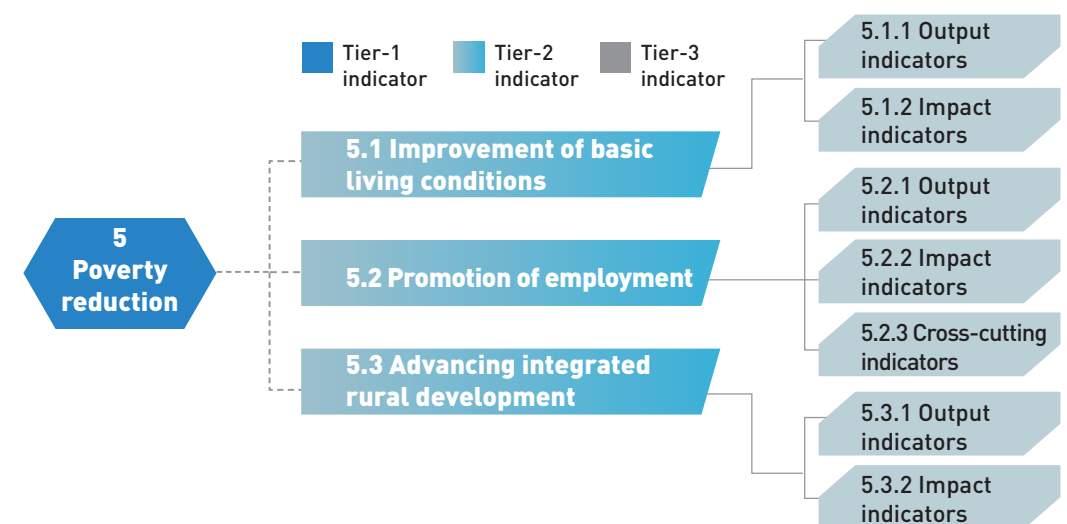 Tier-1
indicator
Tier-2
indicator
Tier-3
indicator
5
Poverty
reduction
5.1 Improvement of basic
living conditions
5.2 Promotion of employment
5.3 Advancing integrated
rural development
5.1.1 Output
indicators
5.1.2 Impact
indicators
5.2.1 Output
indicators
5.2.2 Impact
indicators
5.2.3 Cross-cutting
indicators
5.3.1 Output
indicators
5.3.2 Impact
indicators